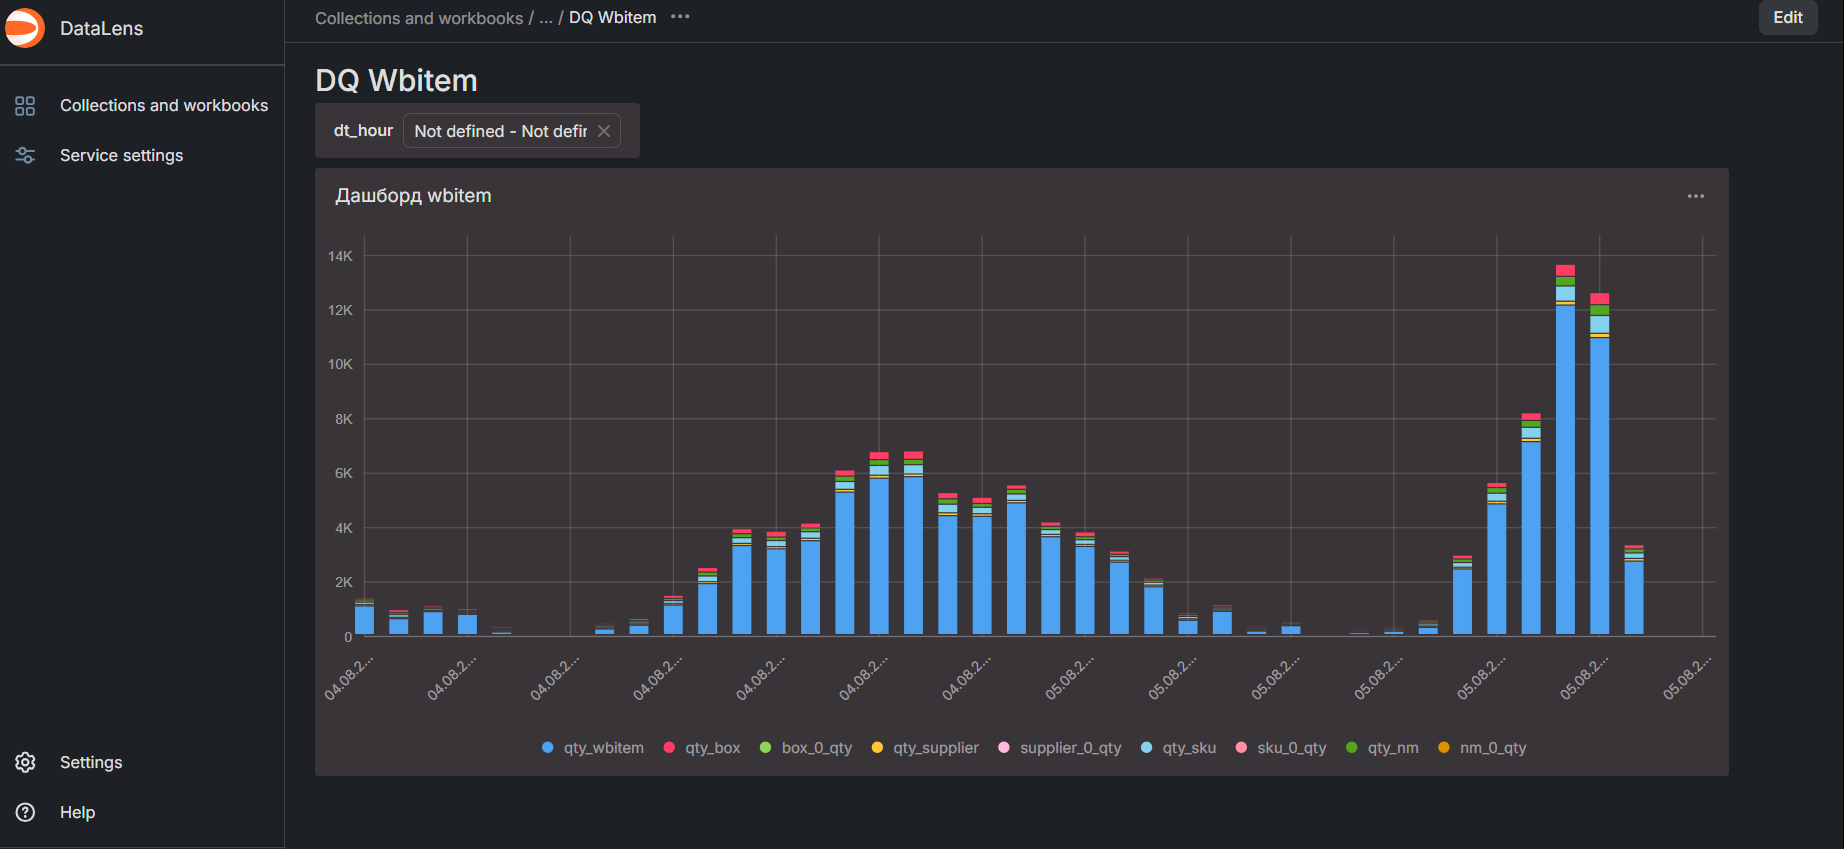 DataLens
Collections and workbooks / ... / DQ Wbitem
Edit
Collections and workbooks
Service settings
DQ Wbitem
dt_hour
Not defined - Not defir
Дашборд wbitem
14K
12K
10K
8K
6K
4K
2K
0
04.08.2...
04.08.2...
04.08.2...
04.08.2...
04.08.2...
04.08.2...
04.08.2...
05.08.2...
05.08.2...
05.08.2...
05.08.2...
05.08.2...
05.08.2...
05.08.2...
qty_wbitem qty_box box_0_qty qty_supplier supplier_0_qty qty_sku sku_0_qty qty_nm nm_0_qty
Settings
Help